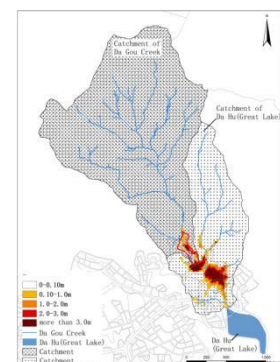 N
Catchment of
Da Gou Creek
Catchment of
Da Hu(Great Lake)
0-0.10m
0.10-1.0m
1.0-2.0m
2.0-3.0m
more than 3.0m
Da Gou Creek
Da Hu(Great Lake)
Catchment
Catchment
Da Hu
(Great Lake)